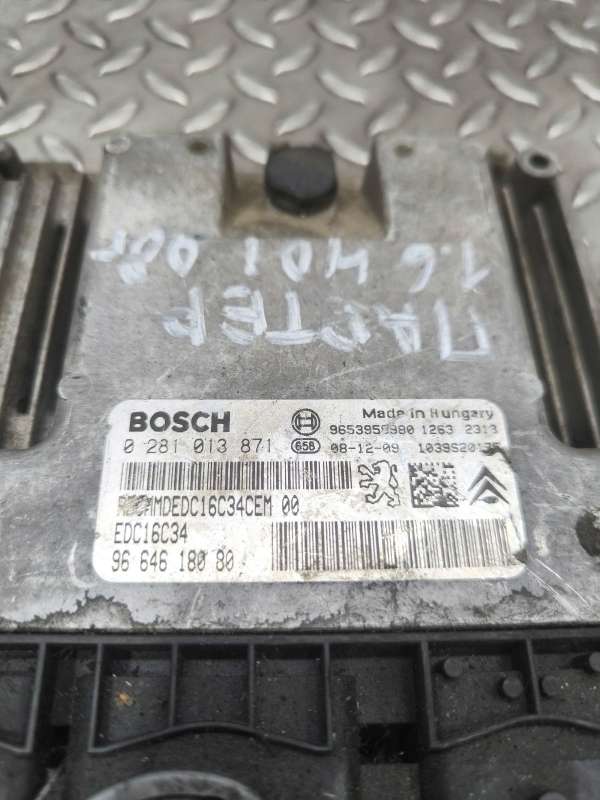 1.6 HDI 08г
ПАРТЕР
BOSCH
Made in Hungary
0 281 013 871
658
9653958980 1263 2313
08-12-09 1039S20135
MDEDC16C34CEM 00
EDC16C34
96 646 180 80